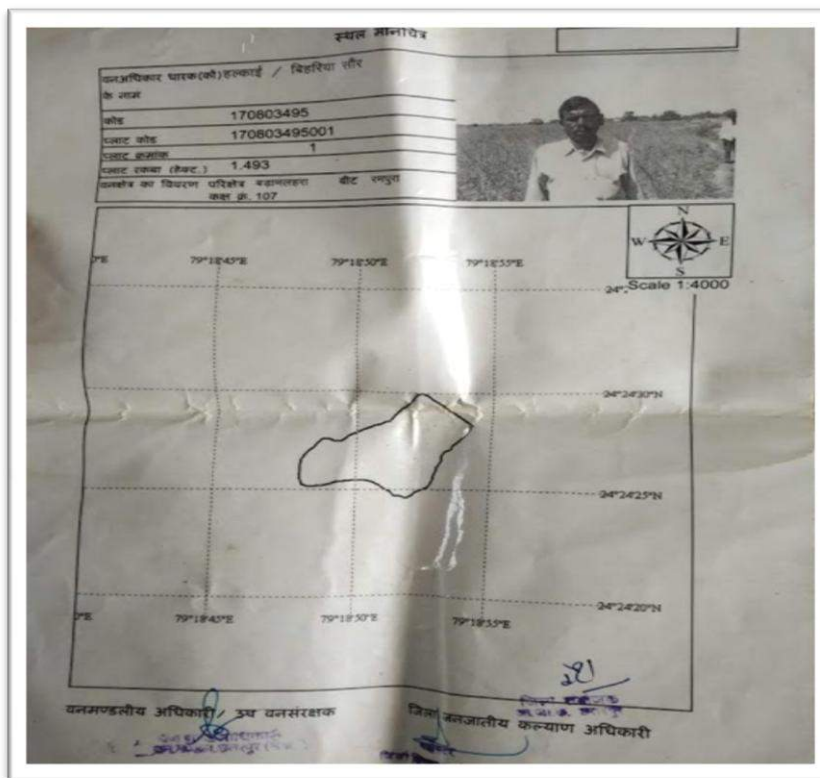 स्थल मानचित्र
वनअधिकार धारक(को)हल्काई / बिहरिया सौर
के नाम
कोड 170803495
प्लाट कोड 170803495001
प्लाट क्रमांक 1
प्लाट रकबा (हेक्ट.) 1.493
वनक्षेत्र का विवरण परिक्षेत्र बड़ामलहरा बीट रमपुरा
कक्ष क्र. 107
N
W E
S
Scale 1:4000
79°18'45"E 79°18'50"E 79°18'55"E
24°24'30"N
24°24'25"N
24°24'20"N
79°18'45"E 79°18'50"E 79°18'55"E
वनमण्डलीय अधिकारी/ उप वनसंरक्षक
जिला जनजातीय कल्याण अधिकारी